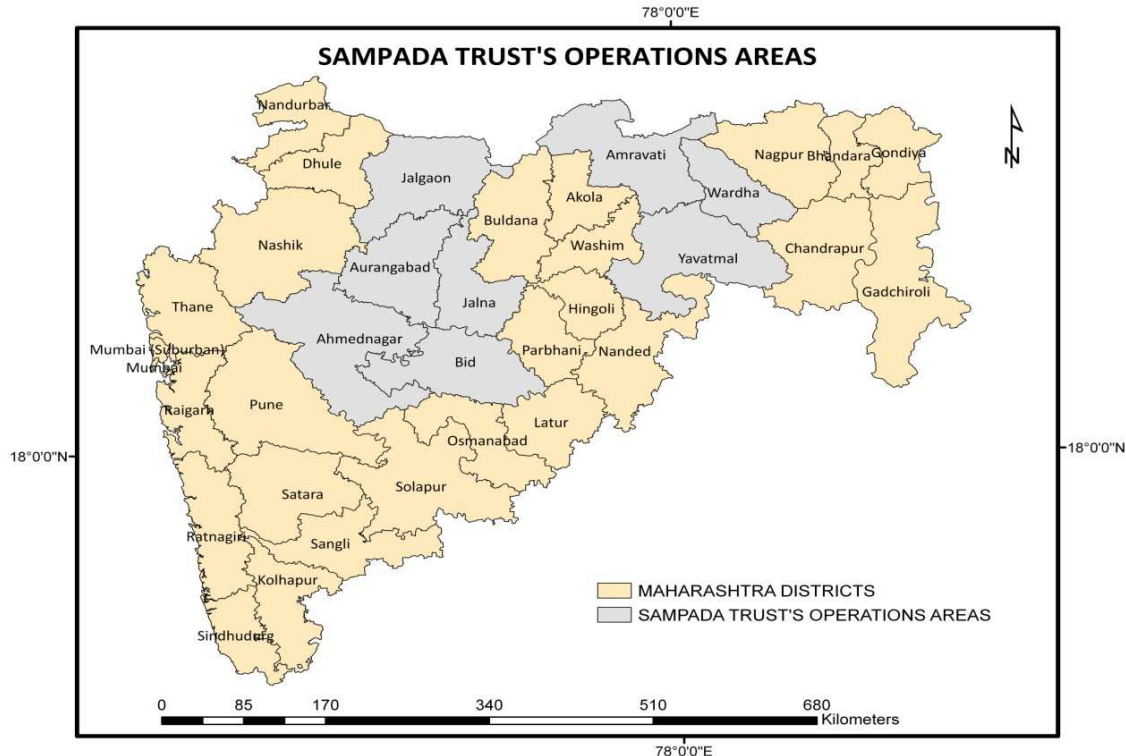 78°0'0"E
SAMPADA TRUST'S OPERATIONS AREAS
Nandurbar
N
Dhule
Jalgaon
Amravati
Nagpur
Bhandara
Gondiya
Wardha
Akola
Buldana
Nashik
Washim
Chandrapur
Aurangabad
Yavatmal
Gadchiroli
Thane
Jalna
Hingoli
Ahmednagar
Mumbai (Suburban)
Parbhani
Nanded
Mumbai
Bid
Raigarh
Pune
Latur
Osmanabad
18°0'0"N
18°0'0"N
Solapur
Satara
Ratnagiri
Sangli
Kolhapur
MAHARASHTRA DISTRICTS
SAMPADA TRUST'S OPERATIONS AREAS
Sindhudurg
0 85 170 340 510 680
Kilometers
78°0'0"E